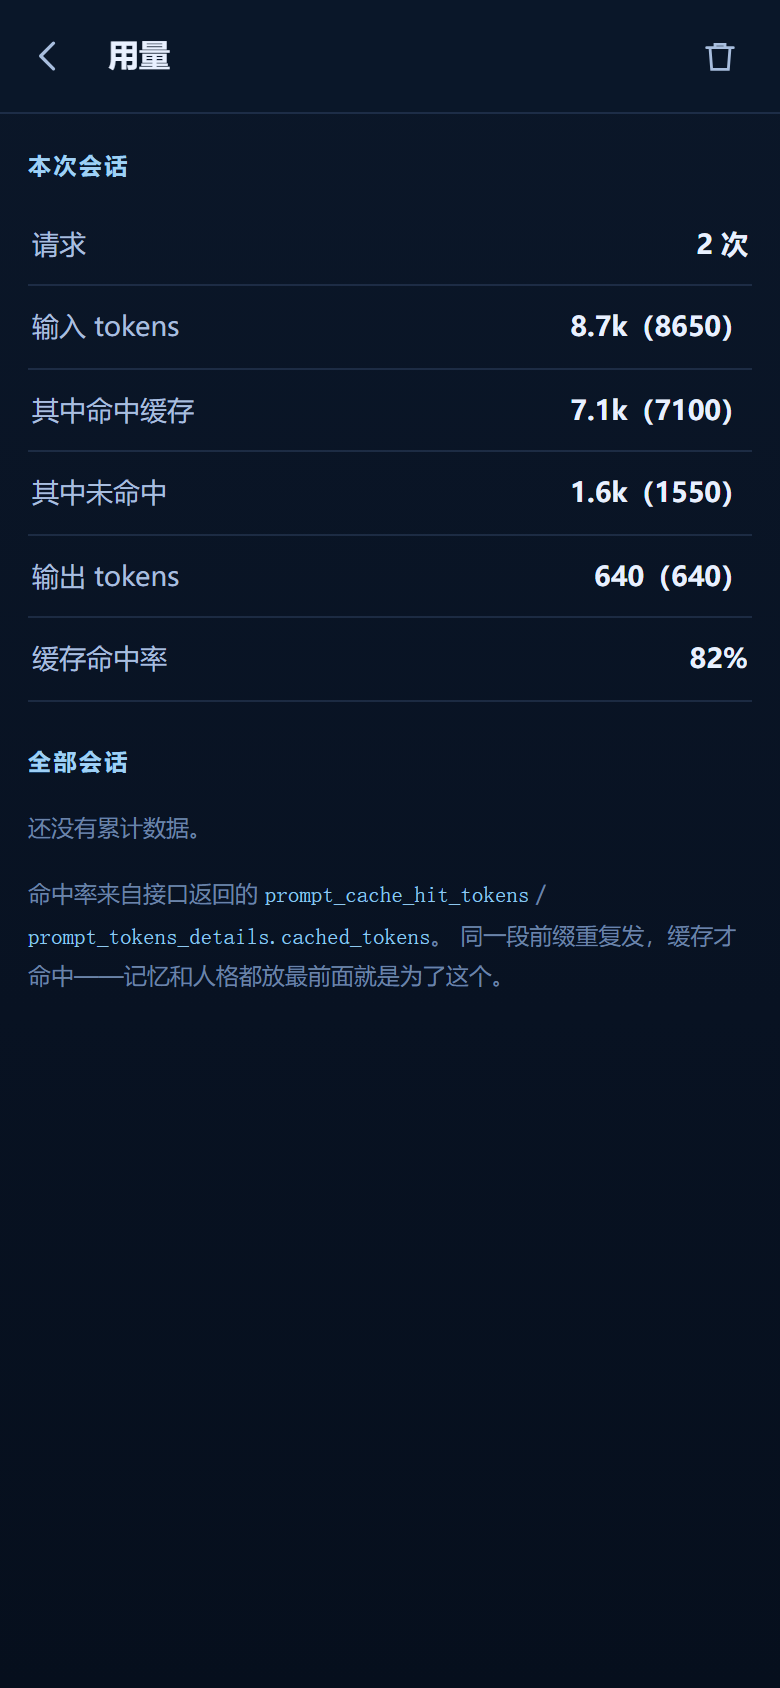 用量
本次会话
请求 2 次
输入 tokens 8.7k（8650）
其中命中缓存 7.1k（7100）
其中未命中 1.6k（1550）
输出 tokens 640（640）
缓存命中率 82%
全部会话
还没有累计数据。
命中率来自接口返回的 prompt_cache_hit_tokens /
prompt_tokens_details.cached_tokens。 同一段前缀重复发，缓存才
命中——记忆和人格都放最前面就是为了这个。